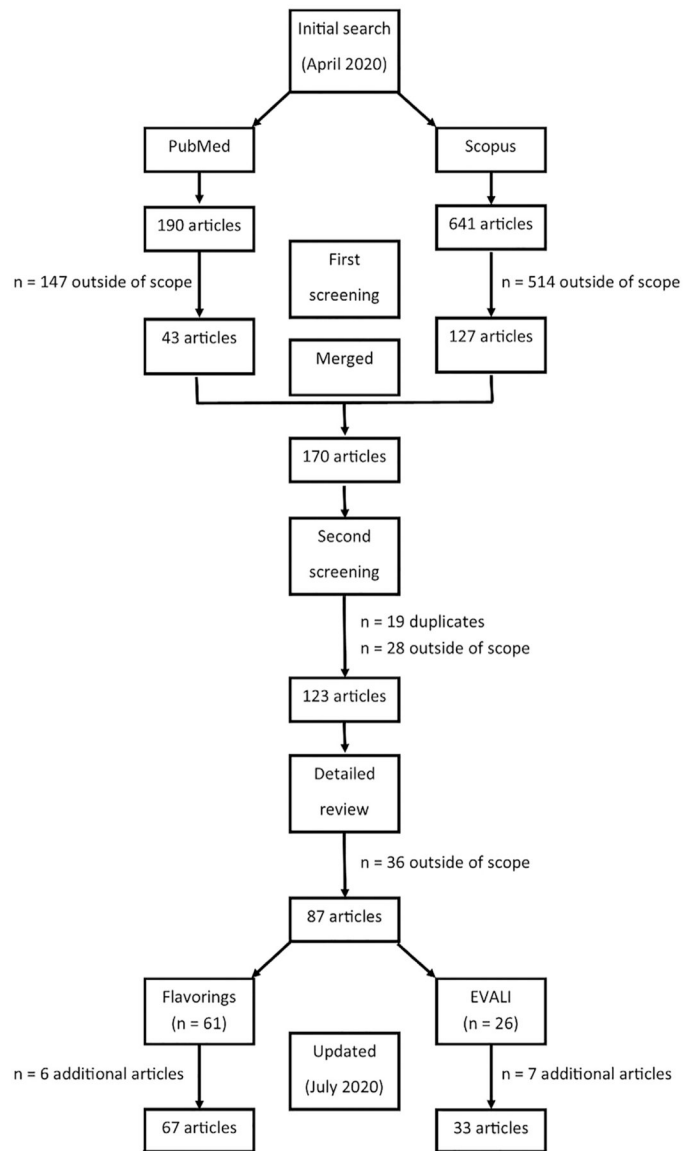 Initial search
(April 2020)
PubMed
Scopus
190 articles
641 articles
n = 147 outside of scope
First
screening
n = 514 outside of scope
43 articles
127 articles
Merged
170 articles
Second
screening
n = 19 duplicates
n = 28 outside of scope
123 articles
Detailed
review
n = 36 outside of scope
87 articles
Flavorings
(n = 61)
EVALI
(n = 26)
Updated
(July 2020)
n = 6 additional articles
n = 7 additional articles
67 articles
33 articles